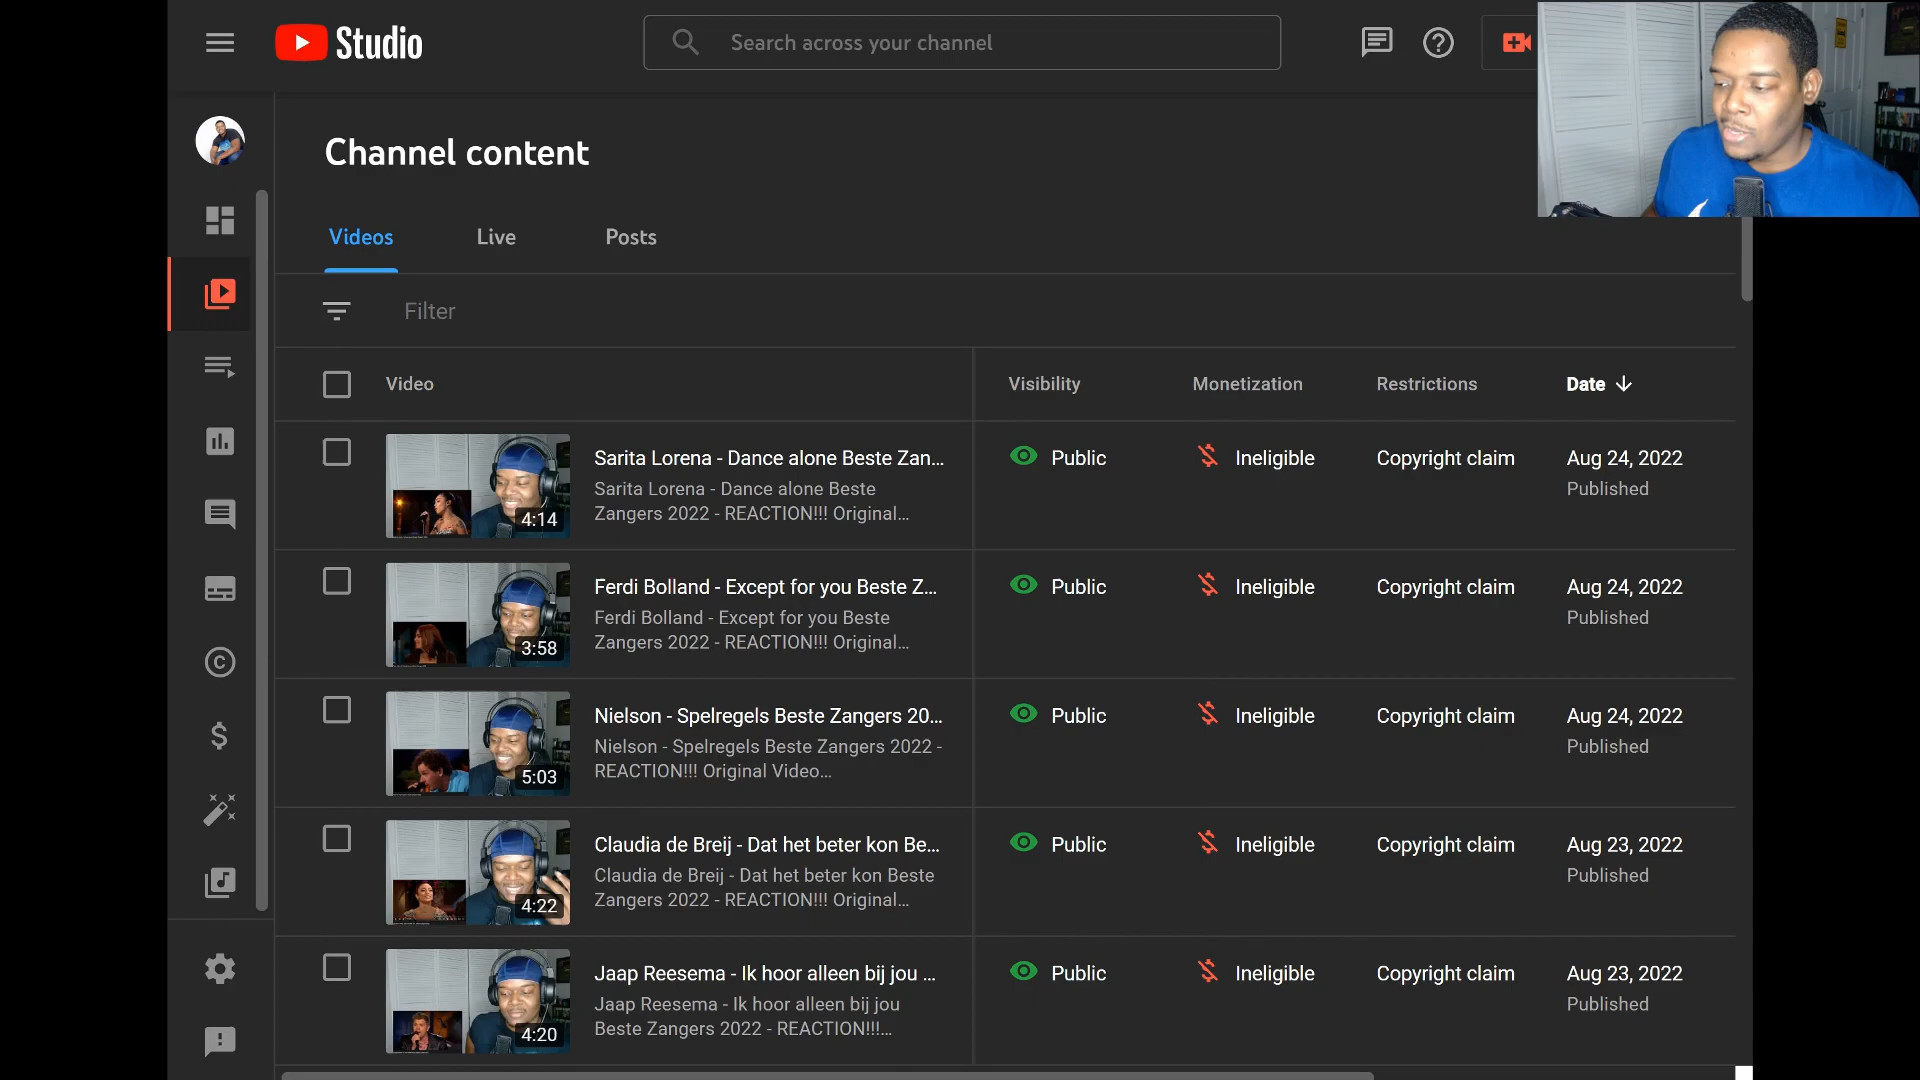 Studio
Search across your channel
Channel content
Videos
Live
Posts
Filter
Video
Visibility
Monetization
Restrictions
Date
Sarita Lorena - Dance alone Beste Zan...
Sarita Lorena - Dance alone Beste
Zangers 2022 - REACTION!!! Original...
4:14
Public
Ineligible
Copyright claim
Aug 24, 2022
Published
Ferdi Bolland - Except for you Beste Z...
Ferdi Bolland - Except for you Beste
Zangers 2022 - REACTION!!! Original...
3:58
Public
Ineligible
Copyright claim
Aug 24, 2022
Published
Nielson - Spelregels Beste Zangers 20...
Nielson - Spelregels Beste Zangers 2022 -
REACTION!!! Original Video...
5:03
Public
Ineligible
Copyright claim
Aug 24, 2022
Published
Claudia de Breij - Dat het beter kon Be...
Claudia de Breij - Dat het beter kon Beste
Zangers 2022 - REACTION!!! Original...
4:22
Public
Ineligible
Copyright claim
Aug 23, 2022
Published
Jaap Reesema - Ik hoor alleen bij jou ...
Jaap Reesema - Ik hoor alleen bij jou
Beste Zangers 2022 - REACTION!!!...
4:20
Public
Ineligible
Copyright claim
Aug 23, 2022
Published